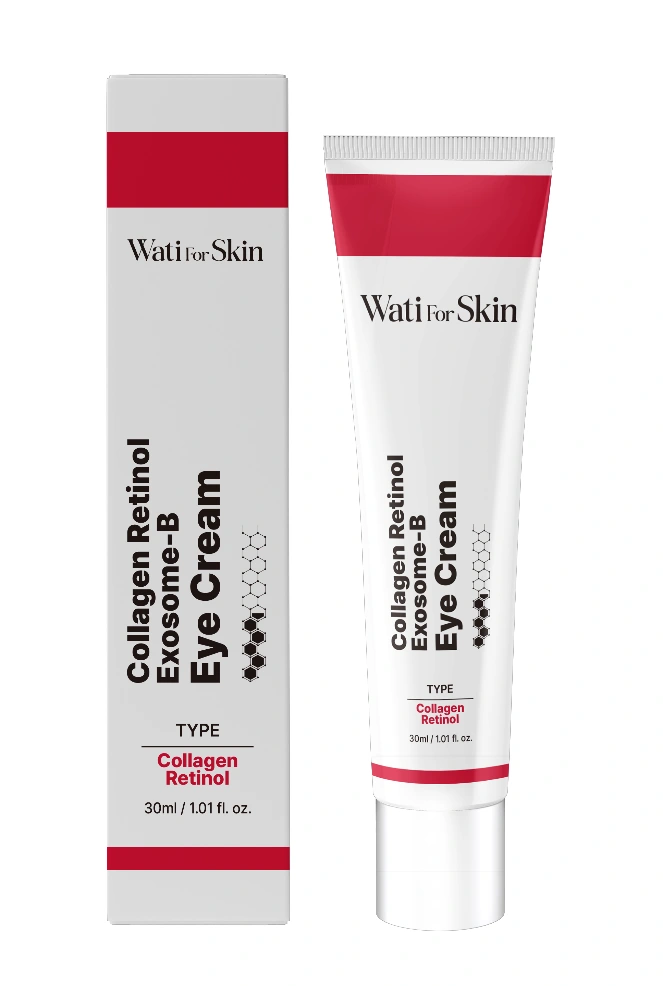 Wati For Skin
Collagen Retinol
Exosome-B
Eye Cream
TYPE
Collagen
Retinol
30ml / 1.01 fl. oz.
Wati For Skin
Collagen Retinol
Exosome-B
Eye Cream
TYPE
Collagen
Retinol
30ml / 1.01 fl. oz.